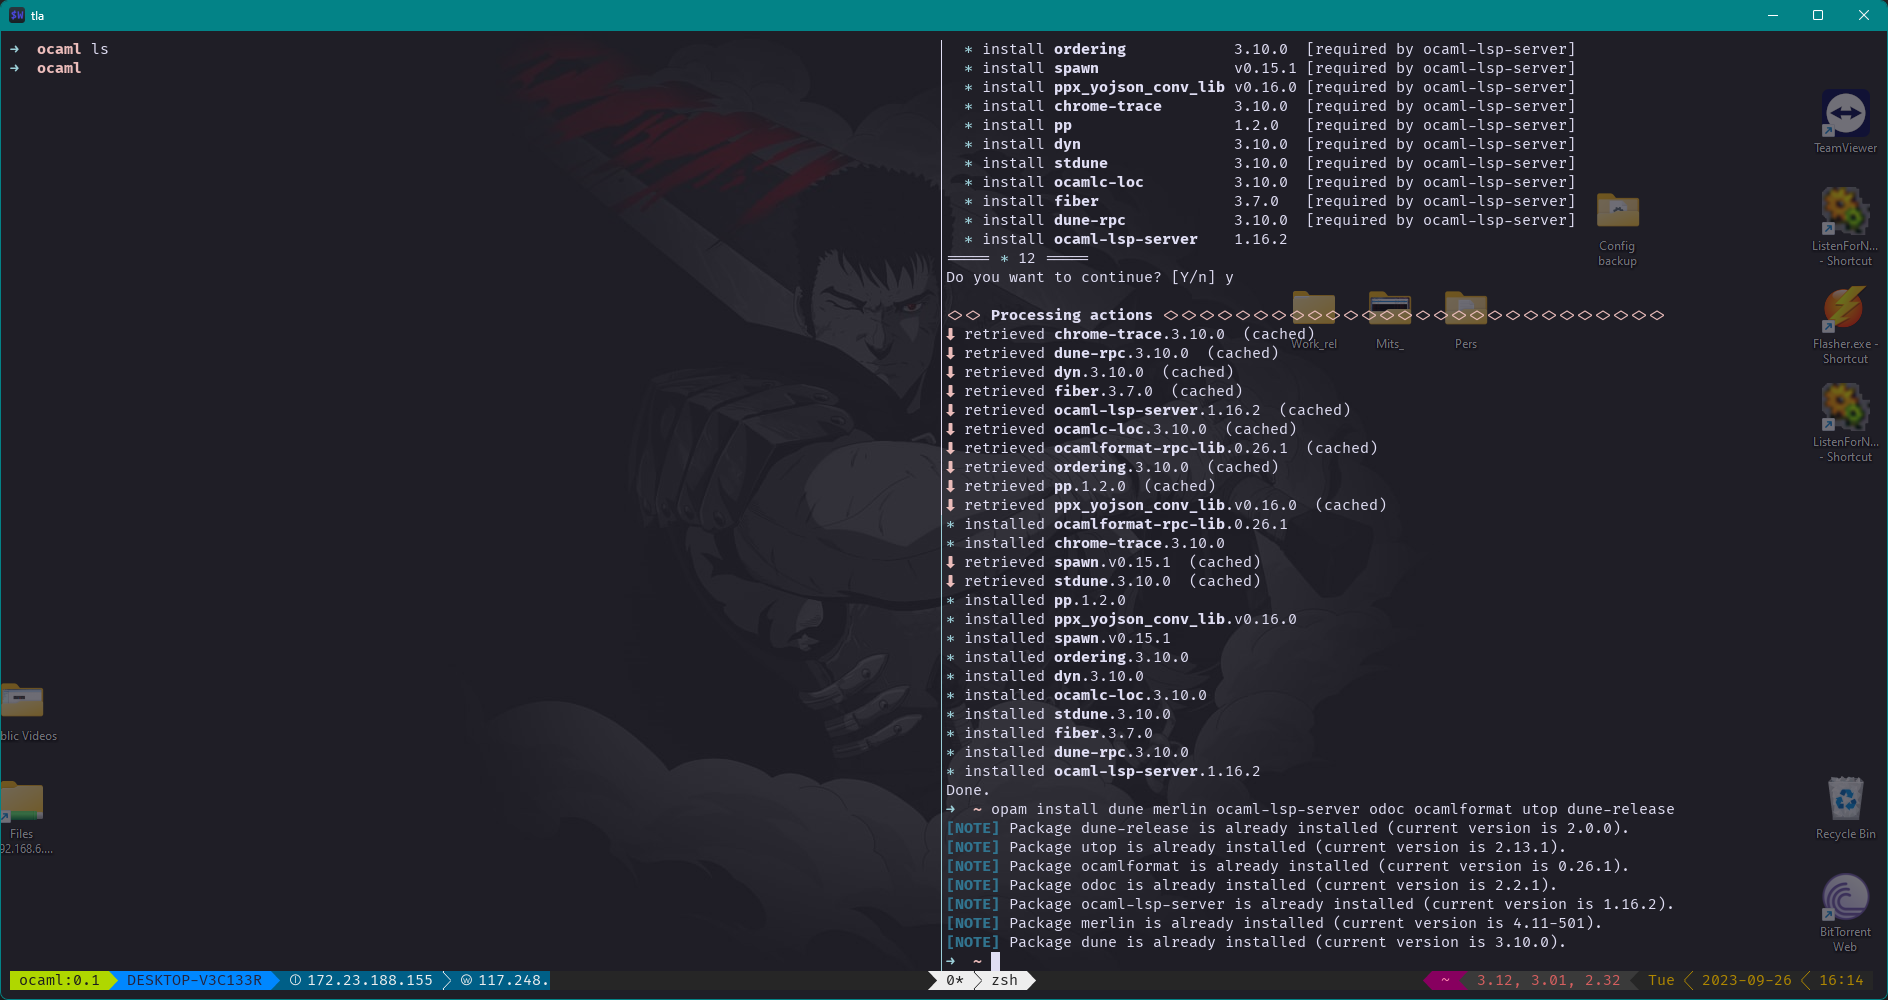 tla
→ ocaml ls
→ ocaml
* install ordering 3.10.0 [required by ocaml-lsp-server]
* install spawn v0.15.1 [required by ocaml-lsp-server]
* install ppx_yojson_conv_lib v0.16.0 [required by ocaml-lsp-server]
* install chrome-trace 3.10.0 [required by ocaml-lsp-server]
* install pp 1.2.0 [required by ocaml-lsp-server]
* install dyn 3.10.0 [required by ocaml-lsp-server]
* install stdune 3.10.0 [required by ocaml-lsp-server]
* install ocamlc-loc 3.10.0 [required by ocaml-lsp-server]
* install fiber 3.7.0 [required by ocaml-lsp-server]
* install dune-rpc 3.10.0 [required by ocaml-lsp-server]
* install ocaml-lsp-server 1.16.2
===== * 12 =====
Do you want to continue? [Y/n] y
<><> Processing actions <><><><><><><><><><><><><><><><><><><><><><><><><><><><>
⬇ retrieved chrome-trace.3.10.0 (cached)
⬇ retrieved dune-rpc.3.10.0 (cached)
⬇ retrieved dyn.3.10.0 (cached)
⬇ retrieved fiber.3.7.0 (cached)
⬇ retrieved ocaml-lsp-server.1.16.2 (cached)
⬇ retrieved ocamlc-loc.3.10.0 (cached)
⬇ retrieved ocamlformat-rpc-lib.0.26.1 (cached)
⬇ retrieved ordering.3.10.0 (cached)
⬇ retrieved pp.1.2.0 (cached)
⬇ retrieved ppx_yojson_conv_lib.v0.16.0 (cached)
* installed ocamlformat-rpc-lib.0.26.1
* installed chrome-trace.3.10.0
⬇ retrieved spawn.v0.15.1 (cached)
⬇ retrieved stdune.3.10.0 (cached)
* installed pp.1.2.0
* installed ppx_yojson_conv_lib.v0.16.0
* installed spawn.v0.15.1
* installed ordering.3.10.0
* installed dyn.3.10.0
* installed ocamlc-loc.3.10.0
* installed stdune.3.10.0
* installed fiber.3.7.0
* installed dune-rpc.3.10.0
* installed ocaml-lsp-server.1.16.2
Done.
→ ~ opam install dune merlin ocaml-lsp-server odoc ocamlformat utop dune-release
[NOTE] Package dune-release is already installed (current version is 2.0.0).
[NOTE] Package utop is already installed (current version is 2.13.1).
[NOTE] Package ocamlformat is already installed (current version is 0.26.1).
[NOTE] Package odoc is already installed (current version is 2.2.1).
[NOTE] Package ocaml-lsp-server is already installed (current version is 1.16.2).
[NOTE] Package merlin is already installed (current version is 4.11-501).
[NOTE] Package dune is already installed (current version is 3.10.0).
→ ~
Work_rel
Mits_
Pers
Config
backup
TeamViewer
ListenForN...
- Shortcut
Flasher.exe -
Shortcut
ListenForN...
- Shortcut
Recycle Bin
BitTorrent
Web
blic Videos
Files
92.168.6....
ocaml:0.1 DESKTOP-V3C133R ⓛ 172.23.188.155 ⓦ 117.248.
0* zsh
~ 3.12, 3.01, 2.32 Tue 2023-09-26 16:14